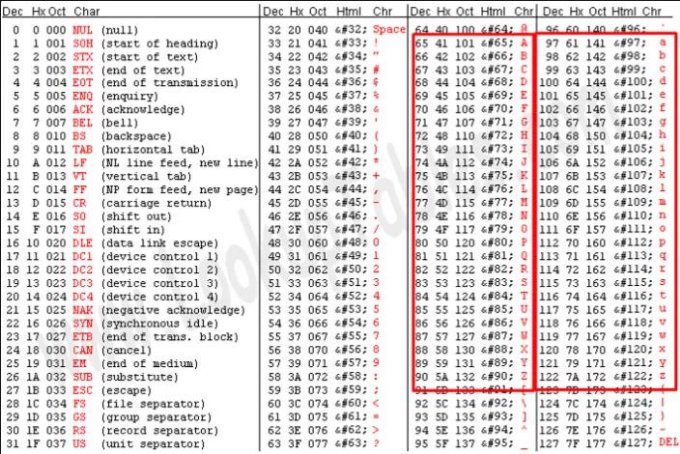 Dec Hx Oct Char Dec Hx Oct Html Chr Dec Hx Oct Html Chr Dec Hx Oct Html Chr
0 0 000 NUL (null) 32 20 040 &#32; Space 64 40 100 &#64; @ 96 60 140 &#96; `
1 1 001 SOH (start of heading) 33 21 041 &#33; ! 65 41 101 &#65; A 97 61 141 &#97; a
2 2 002 STX (start of text) 34 22 042 &#34; " 66 42 102 &#66; B 98 62 142 &#98; b
3 3 003 ETX (end of text) 35 23 043 &#35; # 67 43 103 &#67; C 99 63 143 &#99; c
4 4 004 EOT (end of transmission) 36 24 044 &#36; $ 68 44 104 &#68; D 100 64 144 &#100; d
5 5 005 ENQ (enquiry) 37 25 045 &#37; % 69 45 105 &#69; E 101 65 145 &#101; e
6 6 006 ACK (acknowledge) 38 26 046 &#38; & 70 46 106 &#70; F 102 66 146 &#102; f
7 7 007 BEL (bell) 39 27 047 &#39; ' 71 47 107 &#71; G 103 67 147 &#103; g
8 8 010 BS (backspace) 40 28 050 &#40; ( 72 48 110 &#72; H 104 68 150 &#104; h
9 9 011 TAB (horizontal tab) 41 29 051 &#41; ) 73 49 111 &#73; I 105 69 151 &#105; i
10 A 012 LF (NL line feed, new line) 42 2A 052 &#42; * 74 4A 112 &#74; J 106 6A 152 &#106; j
11 B 013 VT (vertical tab) 43 2B 053 &#43; + 75 4B 113 &#75; K 107 6B 153 &#107; k
12 C 014 FF (NP form feed, new page) 44 2C 054 &#44; , 76 4C 114 &#76; L 108 6C 154 &#108; l
13 D 015 CR (carriage return) 45 2D 055 &#45; - 77 4D 115 &#77; M 109 6D 155 &#109; m
14 E 016 SO (shift out) 46 2E 056 &#46; . 78 4E 116 &#78; N 110 6E 156 &#110; n
15 F 017 SI (shift in) 47 2F 057 &#47; / 79 4F 117 &#79; O 111 6F 157 &#111; o
16 10 020 DLE (data link escape) 48 30 060 &#48; 0 80 50 120 &#80; P 112 70 160 &#112; p
17 11 021 DC1 (device control 1) 49 31 061 &#49; 1 81 51 121 &#81; Q 113 71 161 &#113; q
18 12 022 DC2 (device control 2) 50 32 062 &#50; 2 82 52 122 &#82; R 114 72 162 &#114; r
19 13 023 DC3 (device control 3) 51 33 063 &#51; 3 83 53 123 &#83; S 115 73 163 &#115; s
20 14 024 DC4 (device control 4) 52 34 064 &#52; 4 84 54 124 &#84; T 116 74 164 &#116; t
21 15 025 NAK (negative acknowledge) 53 35 065 &#53; 5 85 55 125 &#85; U 117 75 165 &#117; u
22 16 026 SYN (synchronous idle) 54 36 066 &#54; 6 86 56 126 &#86; V 118 76 166 &#118; v
23 17 027 ETB (end of trans. block) 55 37 067 &#55; 7 87 57 127 &#87; W 119 77 167 &#119; w
24 18 030 CAN (cancel) 56 38 070 &#56; 8 88 58 130 &#88; X 120 78 170 &#120; x
25 19 031 EM (end of medium) 57 39 071 &#57; 9 89 59 131 &#89; Y 121 79 171 &#121; y
26 1A 032 SUB (substitute) 58 3A 072 &#58; : 90 5A 132 &#90; Z 122 7A 172 &#122; z
27 1B 033 ESC (escape) 59 3B 073 &#59; ; 91 5B 133 &#91; [ 123 7B 173 &#123; {
28 1C 034 FS (file separator) 60 3C 074 &#60; < 92 5C 134 &#92; \ 124 7C 174 &#124; |
29 1D 035 GS (group separator) 61 3D 075 &#61; = 93 5D 135 &#93; ] 125 7D 175 &#125; }
30 1E 036 RS (record separator) 62 3E 076 &#62; > 94 5E 136 &#94; ^ 126 7E 176 &#126; ~
31 1F 037 US (unit separator) 63 3F 077 &#63; ? 95 5F 137 &#95; _ 127 7F 177 &#127; DEL